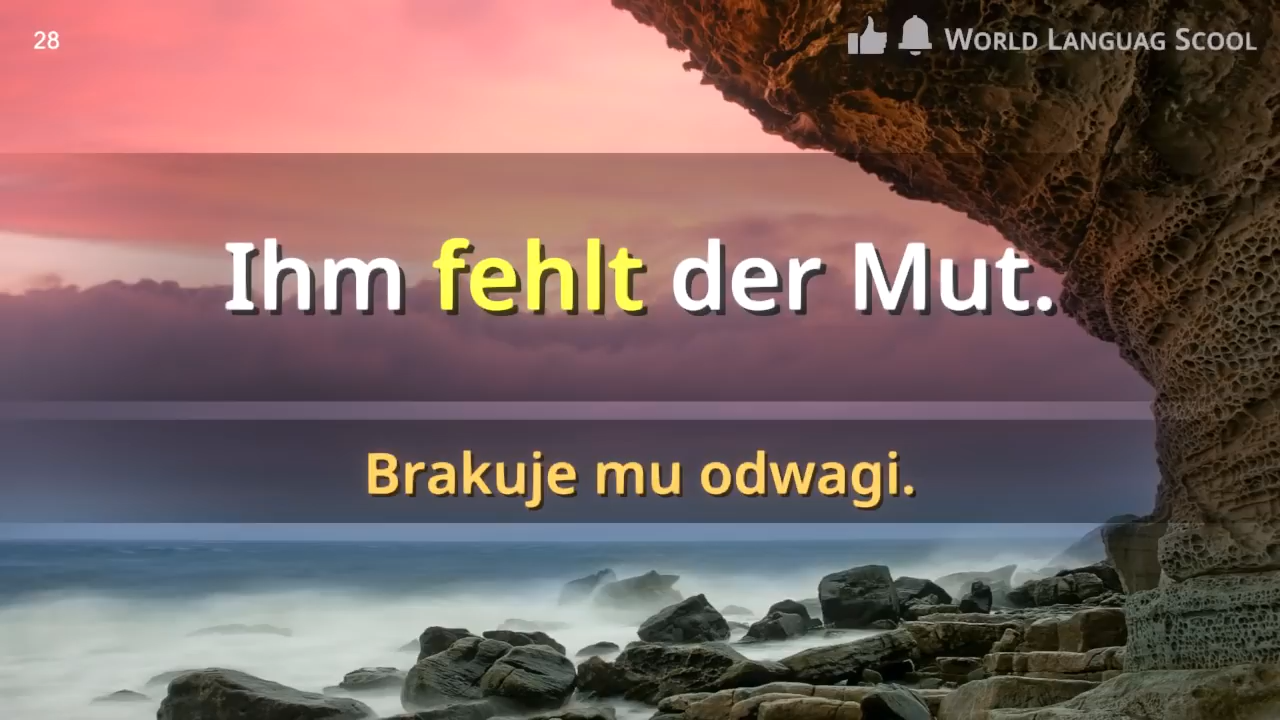 28
WORLD LANGUAG SCOOL
Ihm fehlt der Mut.
Brakuje mu odwagi.